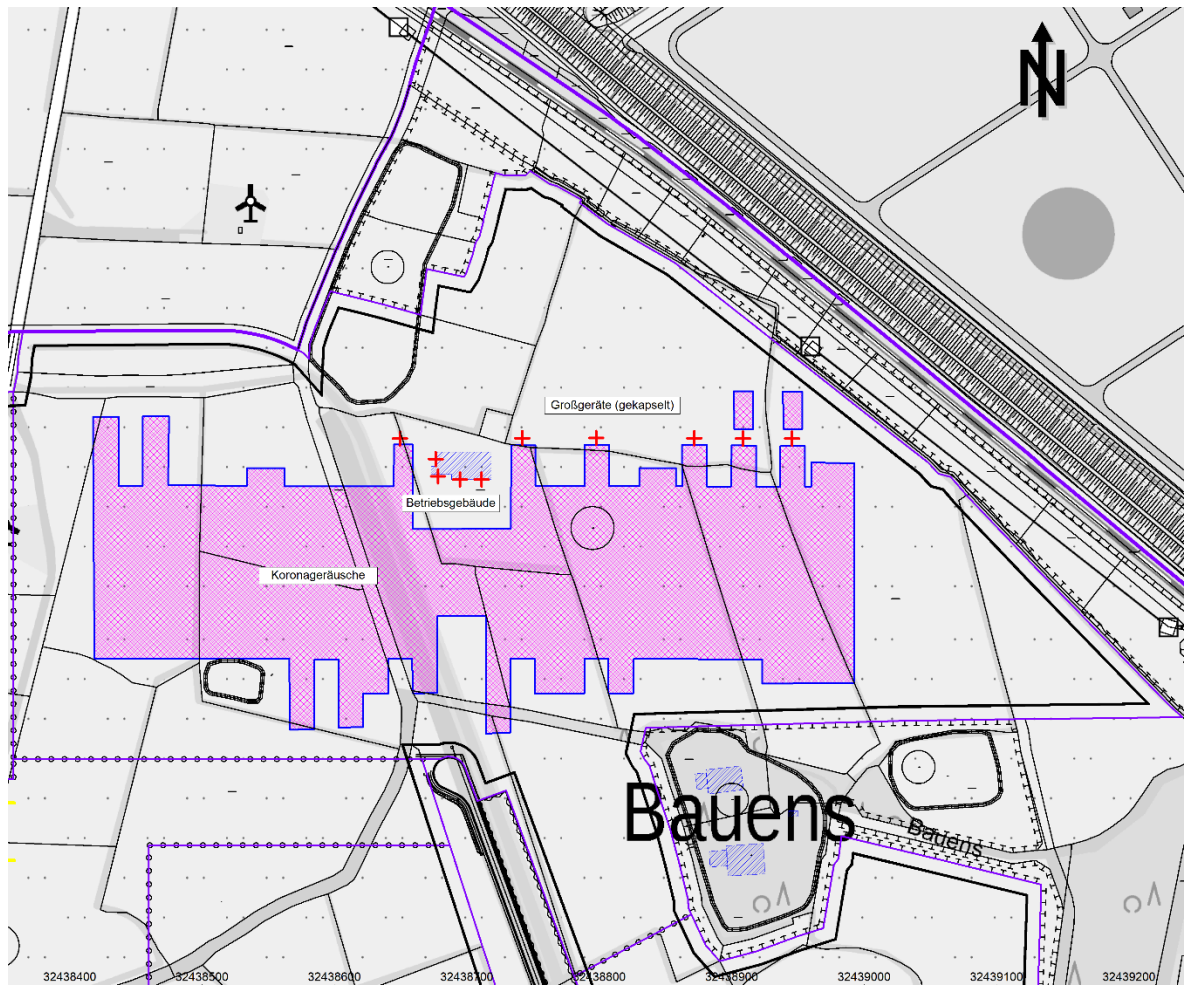 N
Großgeräte (gekapselt)
Betriebsgebäude
Koronageräusche
Bauens
Bauens
32438400 32438500 32438600 32438700 32438800 32438900 32439000 32439100 32439200